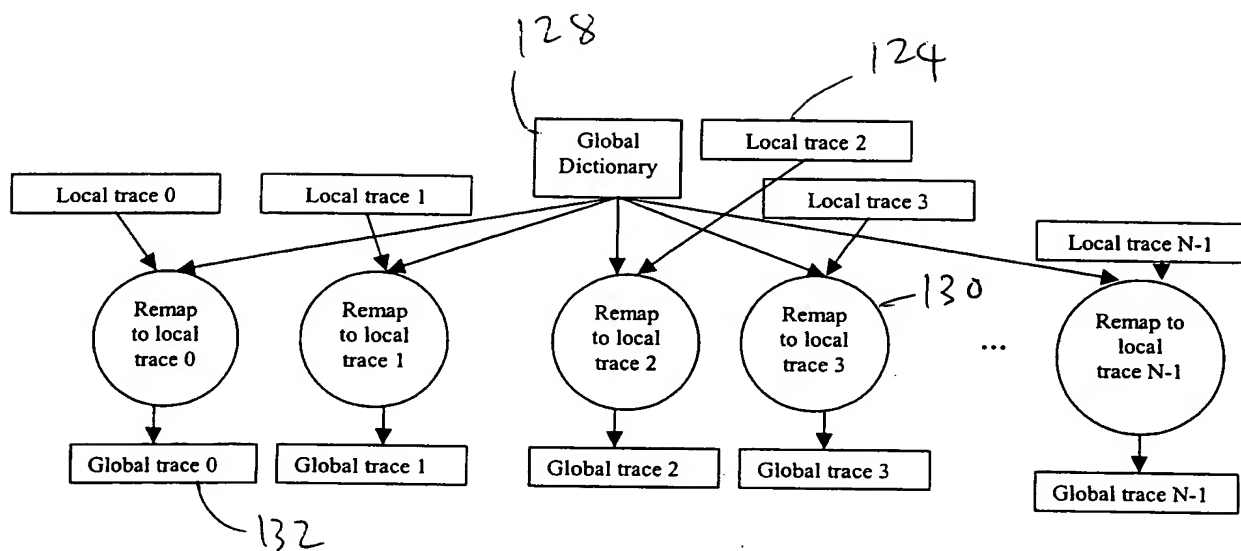 128
124
Global
Dictionary
Local trace 2
Local trace 0
Local trace 1
Local trace 3
Local trace N-1
Remap
to local
trace 0
Remap
to local
trace 1
Remap
to local
trace 2
Remap
to local
trace 3
130
...
Remap to
local
trace N-1
Global trace 0
Global trace 1
Global trace 2
Global trace 3
Global trace N-1
132